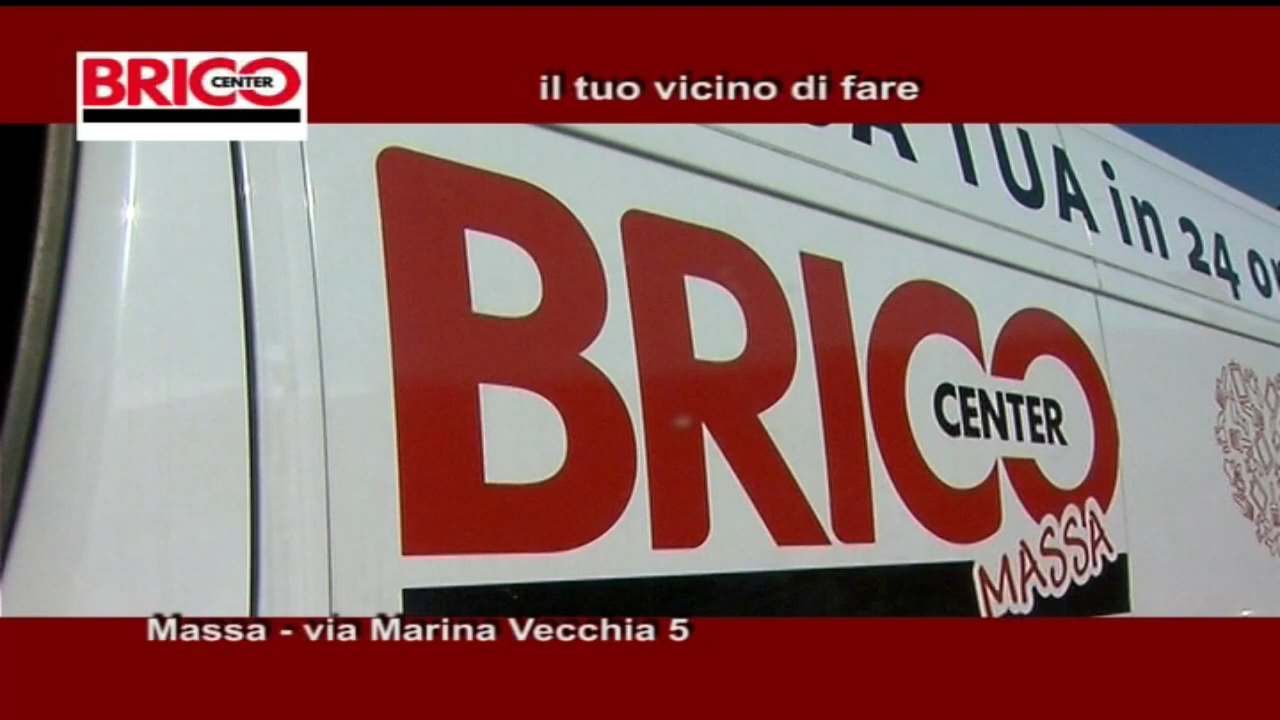 BRICO
CENTER
il tuo vicino di fare
TUA in 24
BRICO
CENTER
MASSA
Massa - via Marina Vecchia 5